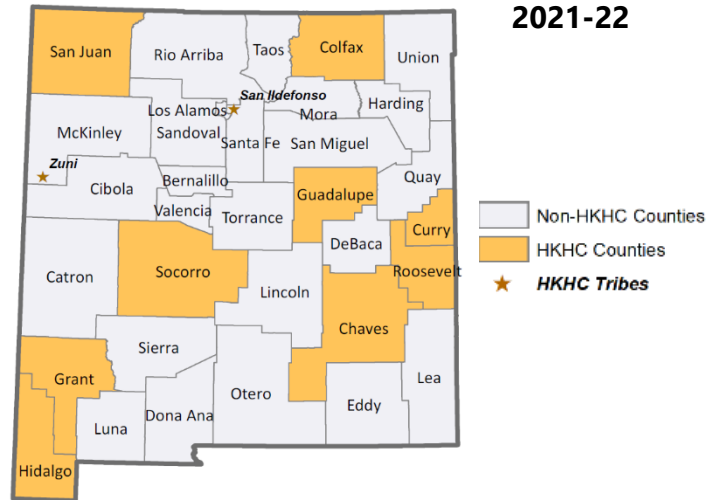 2021-22
San Juan
Rio Arriba
Taos
Colfax
Union
San Ildefonso
Los Alamos
Mora
Harding
McKinley
Sandoval
Santa Fe
San Miguel
Zuni
Cibola
Bernalillo
Guadalupe
Quay
Valencia
Torrance
Curry
DeBaca
Catron
Socorro
Roosevelt
Lincoln
Chaves
Sierra
Grant
Otero
Lea
Luna
Dona Ana
Eddy
Hidalgo
Non-HKHC Counties
HKHC Counties
HKHC Tribes